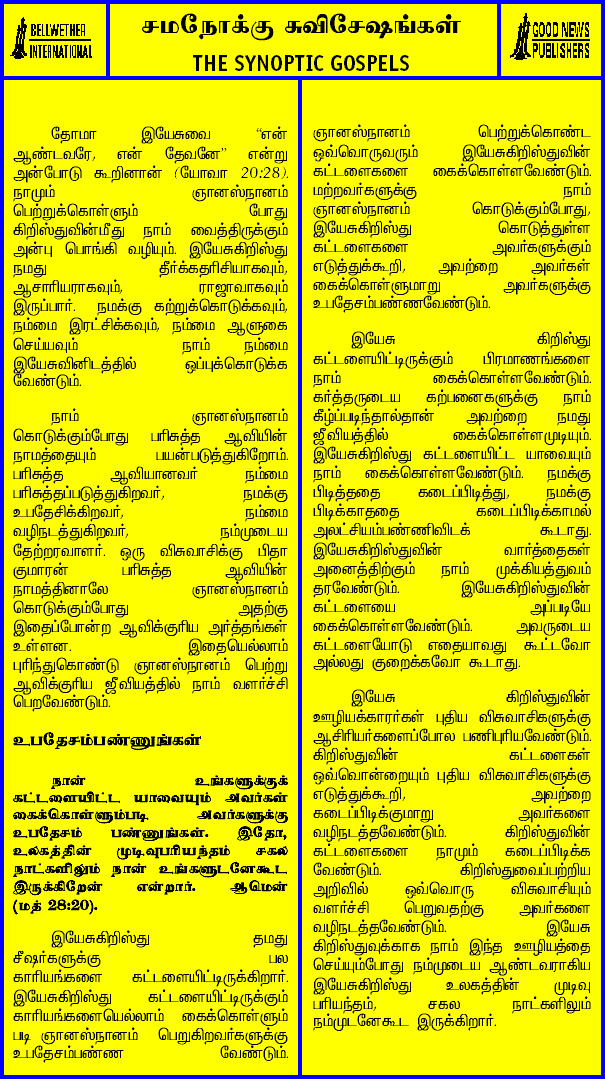 BELLWETHER
INTERNATIONAL
சமநோக்கு சுவிசேஷங்கள்
THE SYNOPTIC GOSPELS
GOOD NEWS
PUBLISHERS
தோமா இயேசுவை “என்
ஆண்டவரே, என் தேவனே” என்று
அன்போடு கூறினான் (யோவா 20:28).
நாமும் ஞானஸ்நானம்
பெற்றுக்கொள்ளும் போது
கிறிஸ்துவின்மீது நாம் வைத்திருக்கும்
அன்பு பொங்கி வழியும். இயேசுகிறிஸ்து
நமது தீர்க்கதரிசியாகவும்,
ஆசாரியராகவும், ராஜாவாகவும்
இருப்பார். நமக்கு கற்றுக்கொடுக்கவும்,
நம்மை இரட்சிக்கவும், நம்மை ஆளுகை
செய்யவும் நாம் நம்மை
இயேசுவினிடத்தில் ஒப்புக்கொடுக்க
வேண்டும்.
நாம் ஞானஸ்நானம்
கொடுக்கும்போது பரிசுத்த ஆவியின்
நாமத்தையும் பயன்படுத்துகிறோம்.
பரிசுத்த ஆவியானவர் நம்மை
பரிசுத்தப்படுத்துகிறவர், நமக்கு
உபதேசிக்கிறவர், நம்மை
வழிநடத்துகிறவர், நம்முடைய
தேற்றரவாளர். ஒரு விசுவாசிக்கு பிதா
குமாரன் பரிசுத்த ஆவியின்
நாமத்தினாலே ஞானஸ்நானம்
கொடுக்கும்போது அதற்கு
இதைப்போன்ற ஆவிக்குரிய அர்த்தங்கள்
உள்ளன. இதையெல்லாம்
புரிந்துகொண்டு ஞானஸ்நானம் பெற்று
ஆவிக்குரிய ஜீவியத்தில் நாம் வளர்ச்சி
பெறவேண்டும்.
உபதேசம்பண்ணுங்கள்
நான் உங்களுக்குக்
கட்டளையிட்ட யாவையும் அவர்கள்
கைக்கொள்ளும்படி அவர்களுக்கு
உபதேசம் பண்ணுங்கள். இதோ,
உலகத்தின் முடிவுபரியந்தம் சகல
நாட்களிலும் நான் உங்களுடனேகூட
இருக்கிறேன் என்றார். ஆமென்
(மத் 28:20).
இயேசுகிறிஸ்து தமது
சீஷர்களுக்கு பல
காரியங்களை கட்டளையிட்டிருக்கிறார்.
இயேசுகிறிஸ்து கட்டளையிட்டிருக்கும்
காரியங்களையெல்லாம் கைக்கொள்ளும்
படி ஞானஸ்நானம் பெறுகிறவர்களுக்கு
உபதேசம்பண்ண வேண்டும்.
ஞானஸ்நானம் பெற்றுக்கொண்ட
ஒவ்வொருவரும் இயேசுகிறிஸ்துவின்
கட்டளைகளை கைக்கொள்ளவேண்டும்.
மற்றவர்களுக்கு நாம்
ஞானஸ்நானம் கொடுக்கும்போது,
இயேசுகிறிஸ்து கொடுத்துள்ள
கட்டளைகளை அவர்களுக்கும்
எடுத்துக்கூறி, அவற்றை அவர்கள்
கைக்கொள்ளுமாறு அவர்களுக்கு
உபதேசம்பண்ணவேண்டும்.
இயேசு கிறிஸ்து
கட்டளையிட்டிருக்கும் பிரமாணங்களை
நாம் கைக்கொள்ளவேண்டும்.
கர்த்தருடைய கற்பனைகளுக்கு நாம்
கீழ்ப்படிந்தால்தான் அவற்றை நமது
ஜீவியத்தில் கைக்கொள்ளமுடியும்.
இயேசுகிறிஸ்து கட்டளையிட்ட யாவையும்
நாம் கைக்கொள்ளவேண்டும். நமக்கு
பிடித்ததை கடைப்பிடித்து, நமக்கு
பிடிக்காததை கடைப்பிடிக்காமல்
அலட்சியம்பண்ணிவிடக் கூடாது.
இயேசுகிறிஸ்துவின் வார்த்தைகள்
அனைத்திற்கும் நாம் முக்கியத்துவம்
தரவேண்டும். இயேசுகிறிஸ்துவின்
கட்டளையை அப்படியே
கைக்கொள்ளவேண்டும். அவருடைய
கட்டளையோடு எதையாவது கூட்டவோ
அல்லது குறைக்கவோ கூடாது.
இயேசு கிறிஸ்துவின்
ஊழியக்காரர்கள் புதிய விசுவாசிகளுக்கு
ஆசிரியர்களைப்போல பணிபுரியவேண்டும்.
கிறிஸ்துவின் கட்டளைகள்
ஒவ்வொன்றையும் புதிய விசுவாசிகளுக்கு
எடுத்துக்கூறி, அவற்றை
கடைப்பிடிக்குமாறு அவர்களை
வழிநடத்தவேண்டும். கிறிஸ்துவின்
கட்டளைகளை நாமும் கடைப்பிடிக்க
வேண்டும். கிறிஸ்துவைப்பற்றிய
அறிவில் ஒவ்வொரு விசுவாசியும்
வளர்ச்சி பெறுவதற்கு அவர்களை
வழிநடத்தவேண்டும். இயேசு
கிறிஸ்துவுக்காக நாம் இந்த ஊழியத்தை
செய்யும்போது நம்முடைய ஆண்டவராகிய
இயேசுகிறிஸ்து உலகத்தின் முடிவு
பரியந்தம், சகல நாட்களிலும்
நம்முடனேகூட இருக்கிறார்.